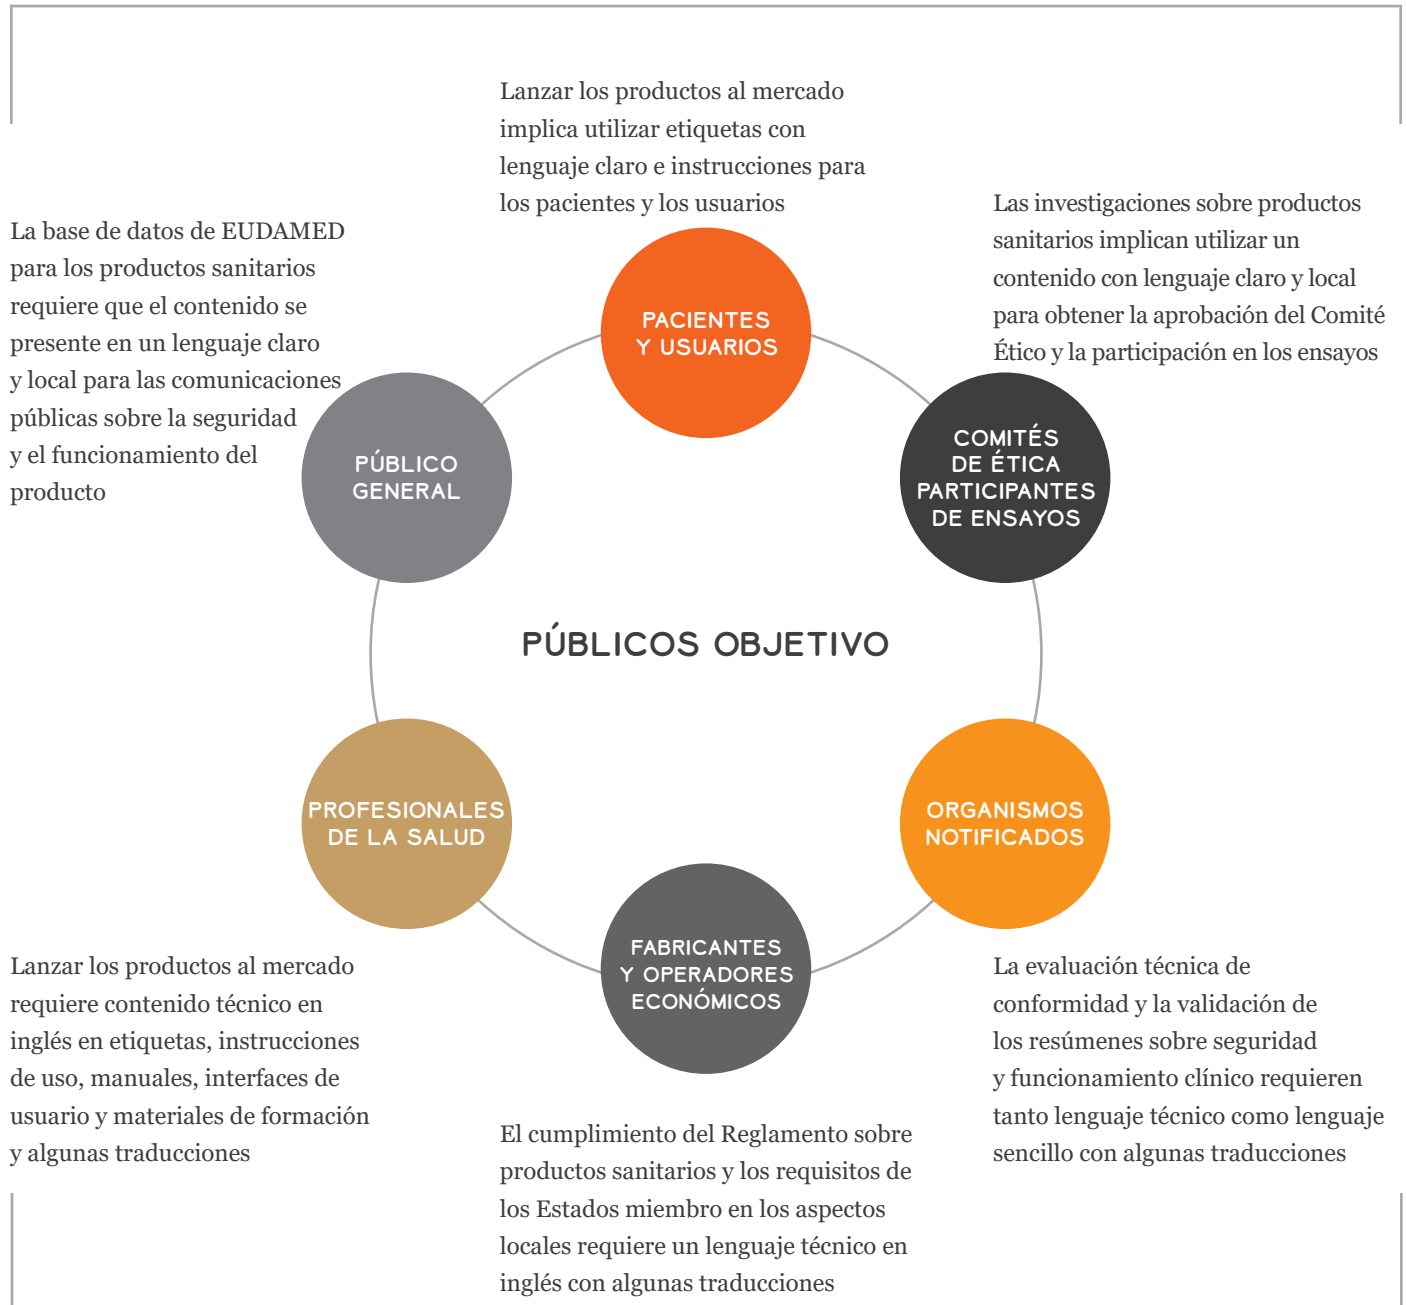 Lanzar los productos al mercado
implica utilizar etiquetas con
lenguaje claro e instrucciones para
los pacientes y los usuarios
PACIENTES
Y USUARIOS
Las investigaciones sobre productos
sanitarios implican utilizar un
contenido con lenguaje claro y local
para obtener la aprobación del Comité
Ético y la participación en los ensayos
COMITÉS
DE ÉTICA
PARTICIPANTES
DE ENSAYOS
La base de datos de EUDAMED
para los productos sanitarios
requiere que el contenido se
presente en un lenguaje claro
y local para las comunicaciones
públicas sobre la seguridad
y el funcionamiento del
producto
PÚBLICO
GENERAL
PÚBLICOS OBJETIVO
PROFESIONALES
DE LA SALUD
Lanzar los productos al mercado
requiere contenido técnico en
inglés en etiquetas, instrucciones
de uso, manuales, interfaces de
usuario y materiales de formación
y algunas traducciones
FABRICANTES
Y OPERADORES
ECONÓMICOS
El cumplimiento del Reglamento sobre
productos sanitarios y los requisitos de
los Estados miembro en los aspectos
locales requiere un lenguaje técnico en
inglés con algunas traducciones
ORGANISMOS
NOTIFICADOS
La evaluación técnica de
conformidad y la validación de
los resúmenes sobre seguridad
y funcionamiento clínico requieren
tanto lenguaje técnico como lenguaje
sencillo con algunas traducciones